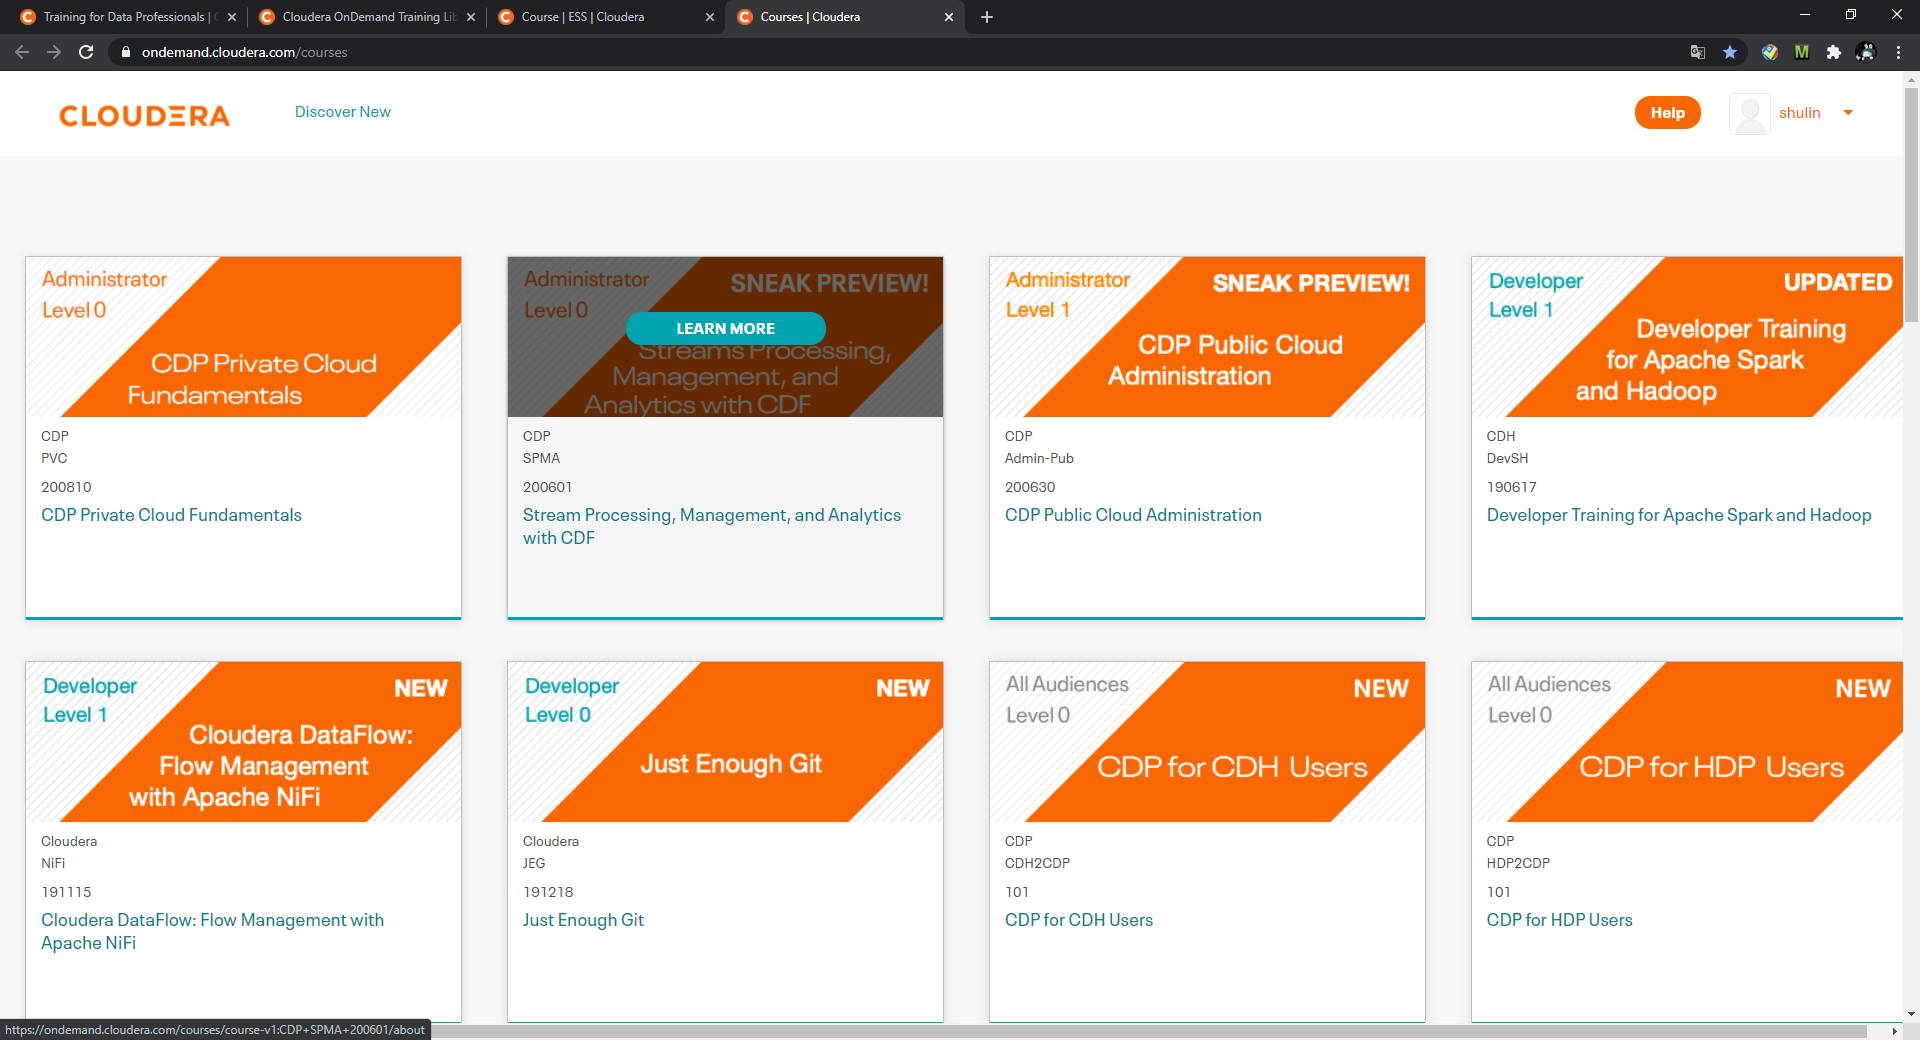 Training for Data Professionals |
Cloudera OnDemand Training Li
Course | ESS | Cloudera
Courses | Cloudera
ondemand.cloudera.com/courses
CLOUDERA
Discover New
Help
shulin
Administrator
Level 0
CDP Private Cloud
Fundamentals
CDP
PVC
200810
CDP Private Cloud Fundamentals
Administrator
Level 0
SNEAK PREVIEW!
LEARN MORE
Streams Processing,
Management, and
Analytics with CDF
CDP
SPMA
200601
Stream Processing, Management, and Analytics
with CDF
Administrator
Level 1
SNEAK PREVIEW!
CDP Public Cloud
Administration
CDP
Admin-Pub
200630
CDP Public Cloud Administration
Developer
Level 1
UPDATED
Developer Training
for Apache Spark
and Hadoop
CDH
DevSH
190617
Developer Training for Apache Spark and Hadoop
Developer
Level 1
NEW
Cloudera DataFlow:
Flow Management
with Apache NiFi
Cloudera
NiFi
191115
Cloudera DataFlow: Flow Management with
Apache NiFi
Developer
Level 0
NEW
Just Enough Git
Cloudera
JEG
191218
Just Enough Git
All Audiences
Level 0
NEW
CDP for CDH Users
CDP
CDH2CDP
101
CDP for CDH Users
All Audiences
Level 0
NEW
CDP for HDP Users
CDP
HDP2CDP
101
CDP for HDP Users
https://ondemand.cloudera.com/courses/course-v1:CDP+SPMA+200601/about